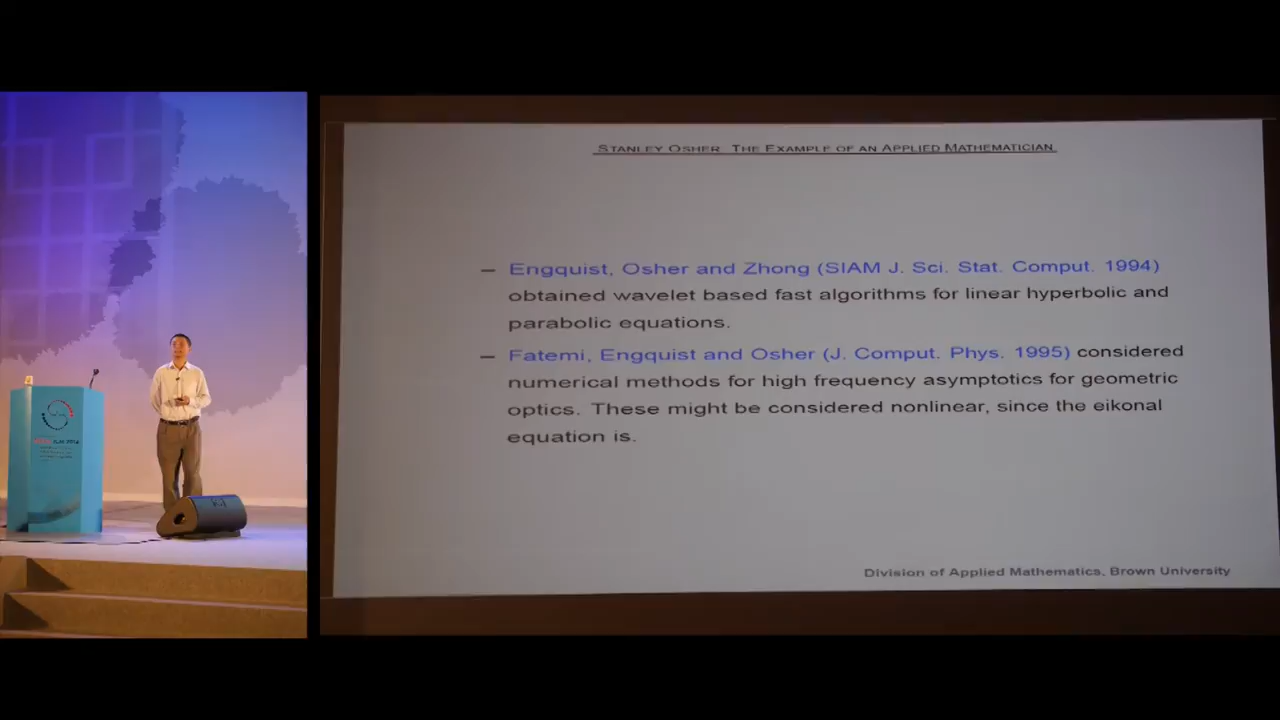 STANLEY OSHER: THE EXAMPLE OF AN APPLIED MATHEMATICIAN
– Engquist, Osher and Zhong (SIAM J. Sci. Stat. Comput. 1994)
obtained wavelet based fast algorithms for linear hyperbolic and
parabolic equations.
– Fatemi, Engquist and Osher (J. Comput. Phys. 1995) considered
numerical methods for high frequency asymptotics for geometric
optics. These might be considered nonlinear, since the eikonal
equation is.
Division of Applied Mathematics, Brown University